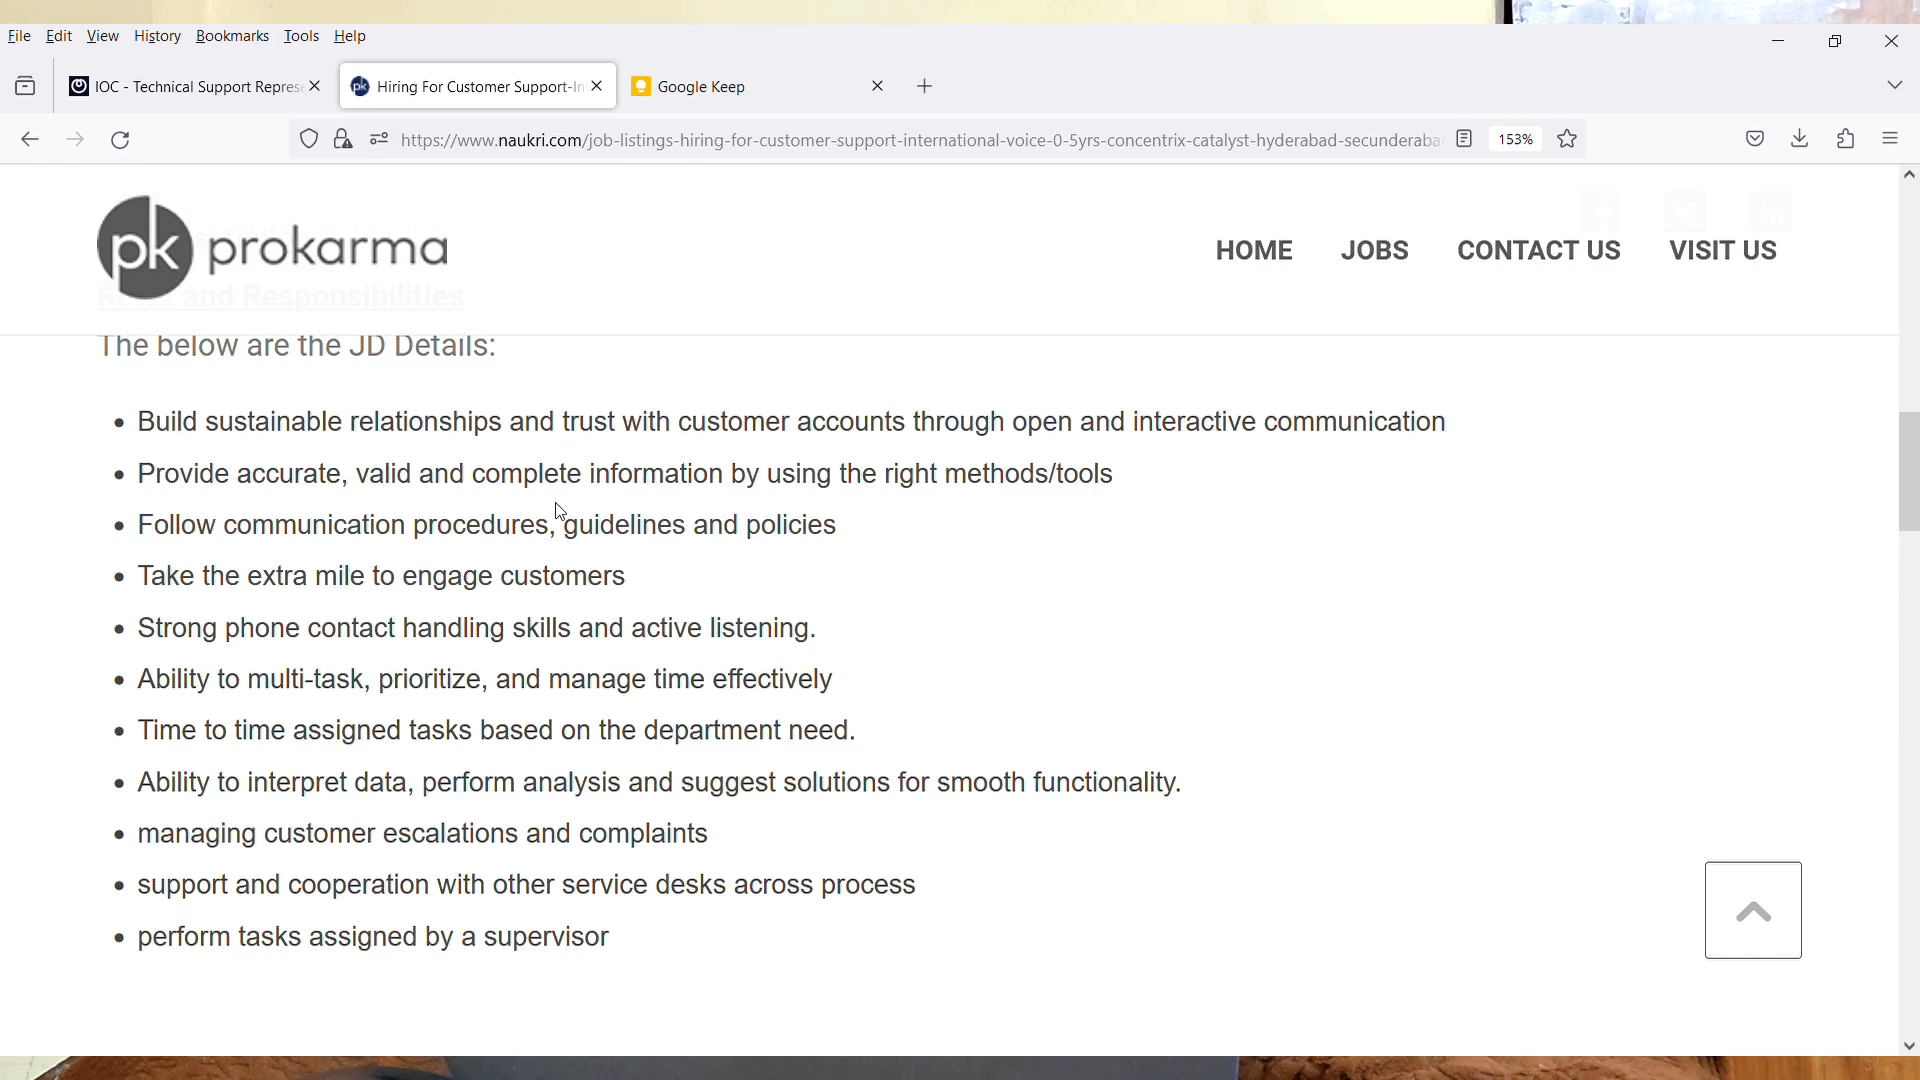 File Edit View History Bookmarks Tools Help
IOC - Technical Support Represe
Hiring For Customer Support-In
Google Keep
https://www.naukri.com/job-listings-hiring-for-customer-support-international-voice-0-5yrs-concentrix-catalyst-hyderabad-secunderaba
153%
pk prokarma
HOME JOBS CONTACT US VISIT US
and Responsibilities
The below are the JD Details:
• Build sustainable relationships and trust with customer accounts through open and interactive communication
• Provide accurate, valid and complete information by using the right methods/tools
• Follow communication procedures, guidelines and policies
• Take the extra mile to engage customers
• Strong phone contact handling skills and active listening.
• Ability to multi-task, prioritize, and manage time effectively
• Time to time assigned tasks based on the department need.
• Ability to interpret data, perform analysis and suggest solutions for smooth functionality.
• managing customer escalations and complaints
• support and cooperation with other service desks across process
• perform tasks assigned by a supervisor